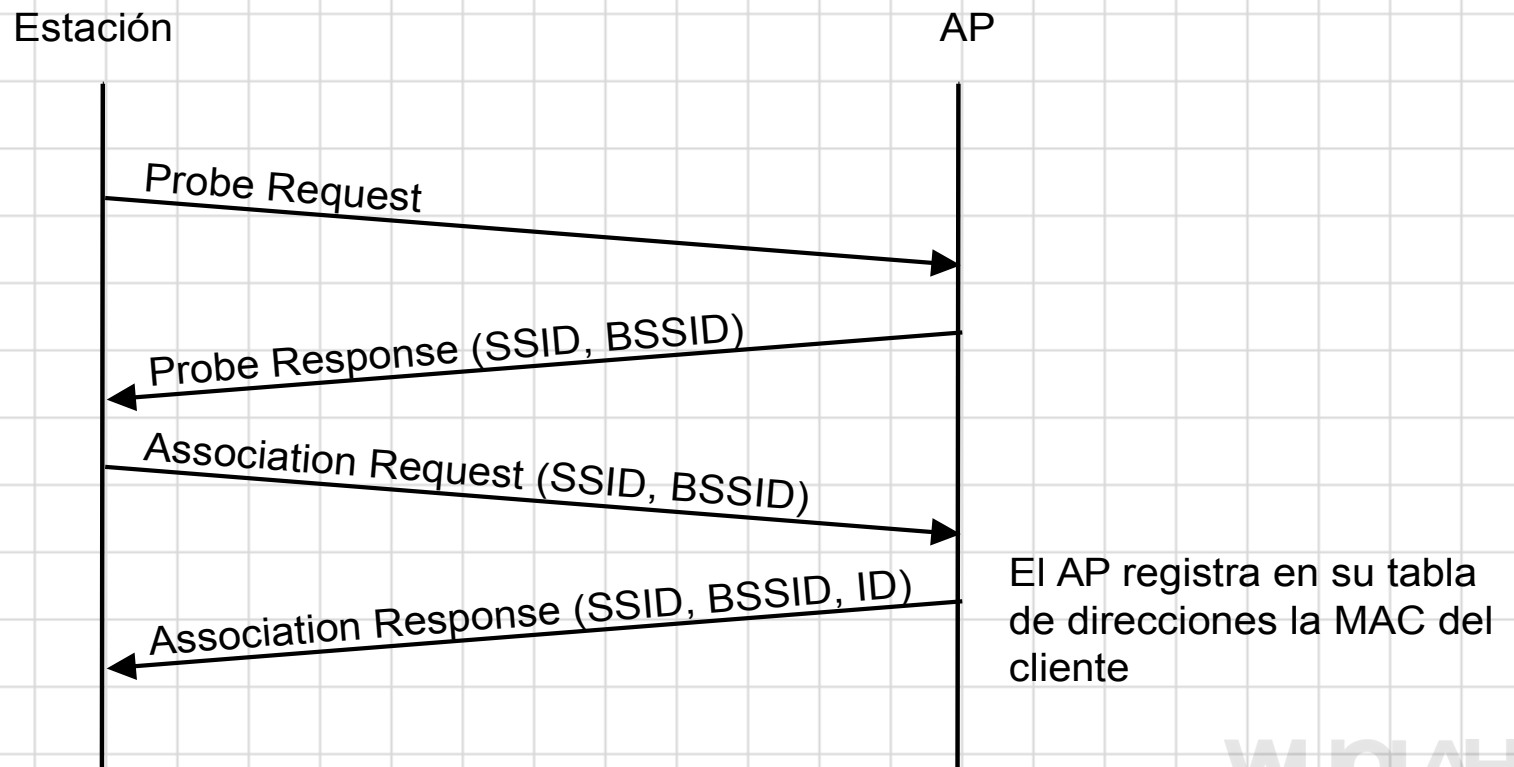 Estación
AP
Probe Request
Probe Response (SSID, BSSID)
Association Request (SSID, BSSID)
Association Response (SSID, BSSID, ID)
El AP registra en su tabla
de direcciones la MAC del
cliente